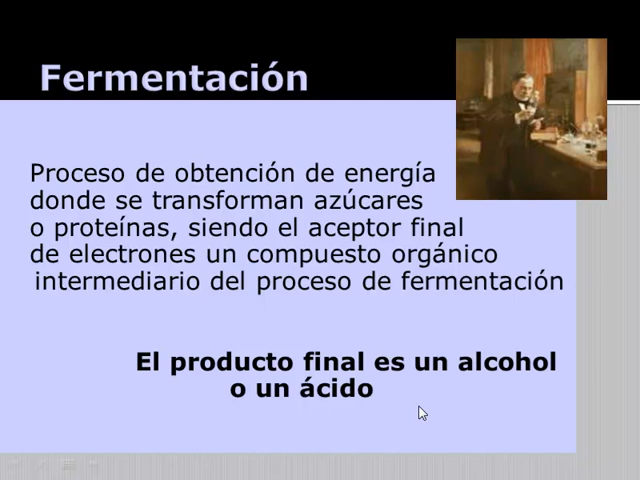 Fermentación
Proceso de obtención de energía
donde se transforman azúcares
o proteínas, siendo el aceptor final
de electrones un compuesto orgánico
intermediario del proceso de fermentación
El producto final es un alcohol
o un ácido